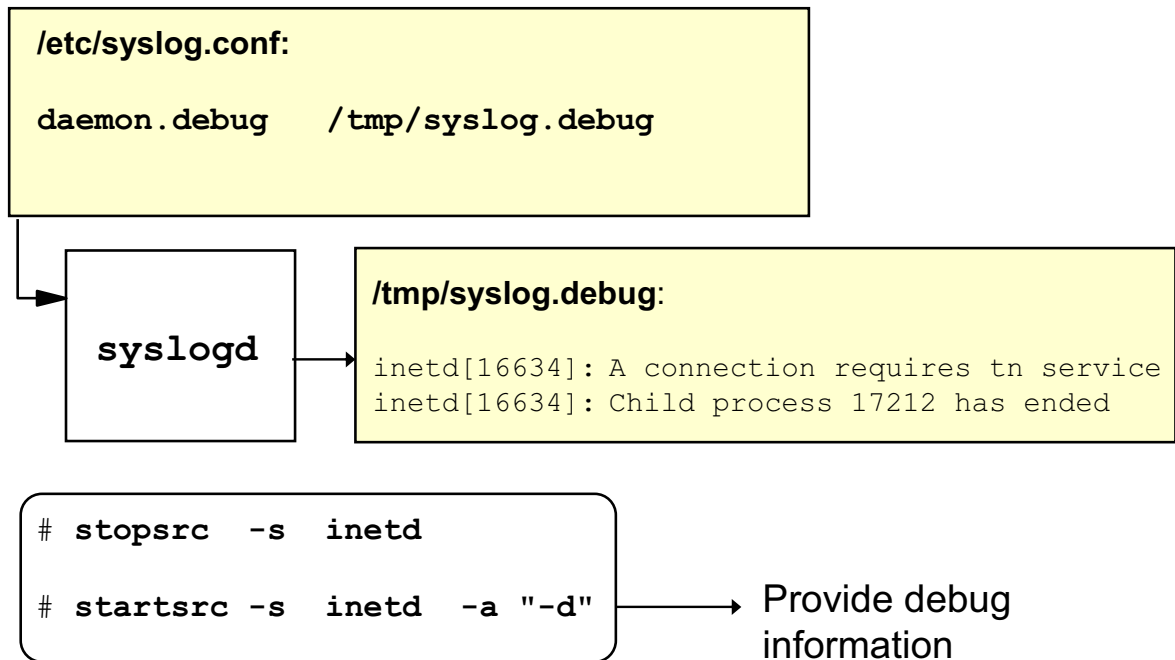 /etc/syslog.conf:
daemon.debug /tmp/syslog.debug
syslogd
/tmp/syslog.debug:
inetd[16634]: A connection requires tn service
inetd[16634]: Child process 17212 has ended
# stopsrc -s inetd
# startsrc -s inetd -a "-d"
Provide debug
information